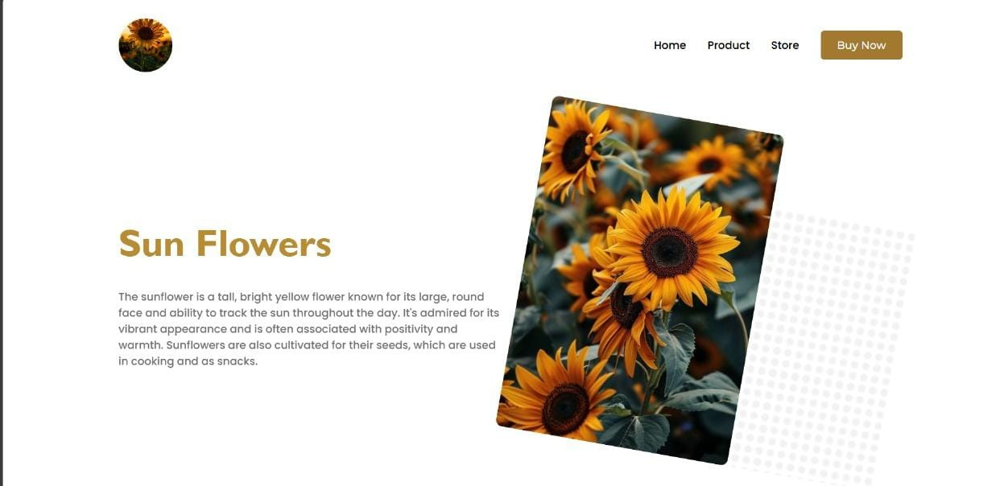 Home Product Store Buy Now
Sun Flowers
The sunflower is a tall, bright yellow flower known for its large, round
face and ability to track the sun throughout the day. It's admired for its
vibrant appearance and is often associated with positivity and
warmth. Sunflowers are also cultivated for their seeds, which are used
in cooking and as snacks.